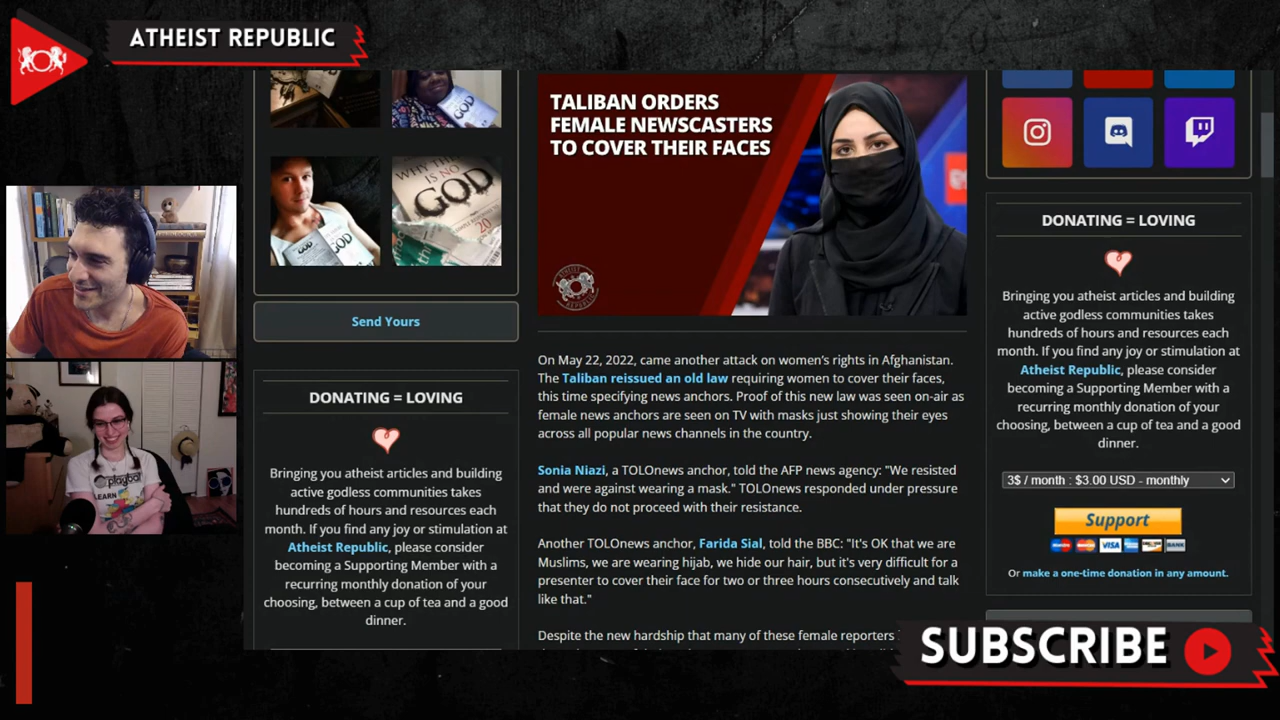 ATHEIST REPUBLIC
GOD
WHY THERE
IS NO
GOD
20
Send Yours
DONATING = LOVING
Bringing you atheist articles and building
active godless communities takes
hundreds of hours and resources each
month. If you find any joy or stimulation at
Atheist Republic, please consider
becoming a Supporting Member with a
recurring monthly donation of your
choosing, between a cup of tea and a good
dinner.
TALIBAN ORDERS
FEMALE NEWSCASTERS
TO COVER THEIR FACES
On May 22, 2022, came another attack on women's rights in Afghanistan.
The Taliban reissued an old law requiring women to cover their faces,
this time specifying news anchors. Proof of this new law was seen on-air as
female news anchors are seen on TV with masks just showing their eyes
across all popular news channels in the country.
Sonia Niazi, a TOLOnews anchor, told the AFP news agency: "We resisted
and were against wearing a mask." TOLOnews responded under pressure
that they do not proceed with their resistance.
Another TOLOnews anchor, Farida Sial, told the BBC: "It's OK that we are
Muslims, we are wearing hijab, we hide our hair, but it's very difficult for a
presenter to cover their face for two or three hours consecutively and talk
like that."
Despite the new hardship that many of these female reporters
DONATING = LOVING
Bringing you atheist articles and building
active godless communities takes
hundreds of hours and resources each
month. If you find any joy or stimulation at
Atheist Republic, please consider
becoming a Supporting Member with a
recurring monthly donation of your
choosing, between a cup of tea and a good
dinner.
3$ / month : $3.00 USD - monthly
Support
VISA
BANK
Or make a one-time donation in any amount.
SUBSCRIBE